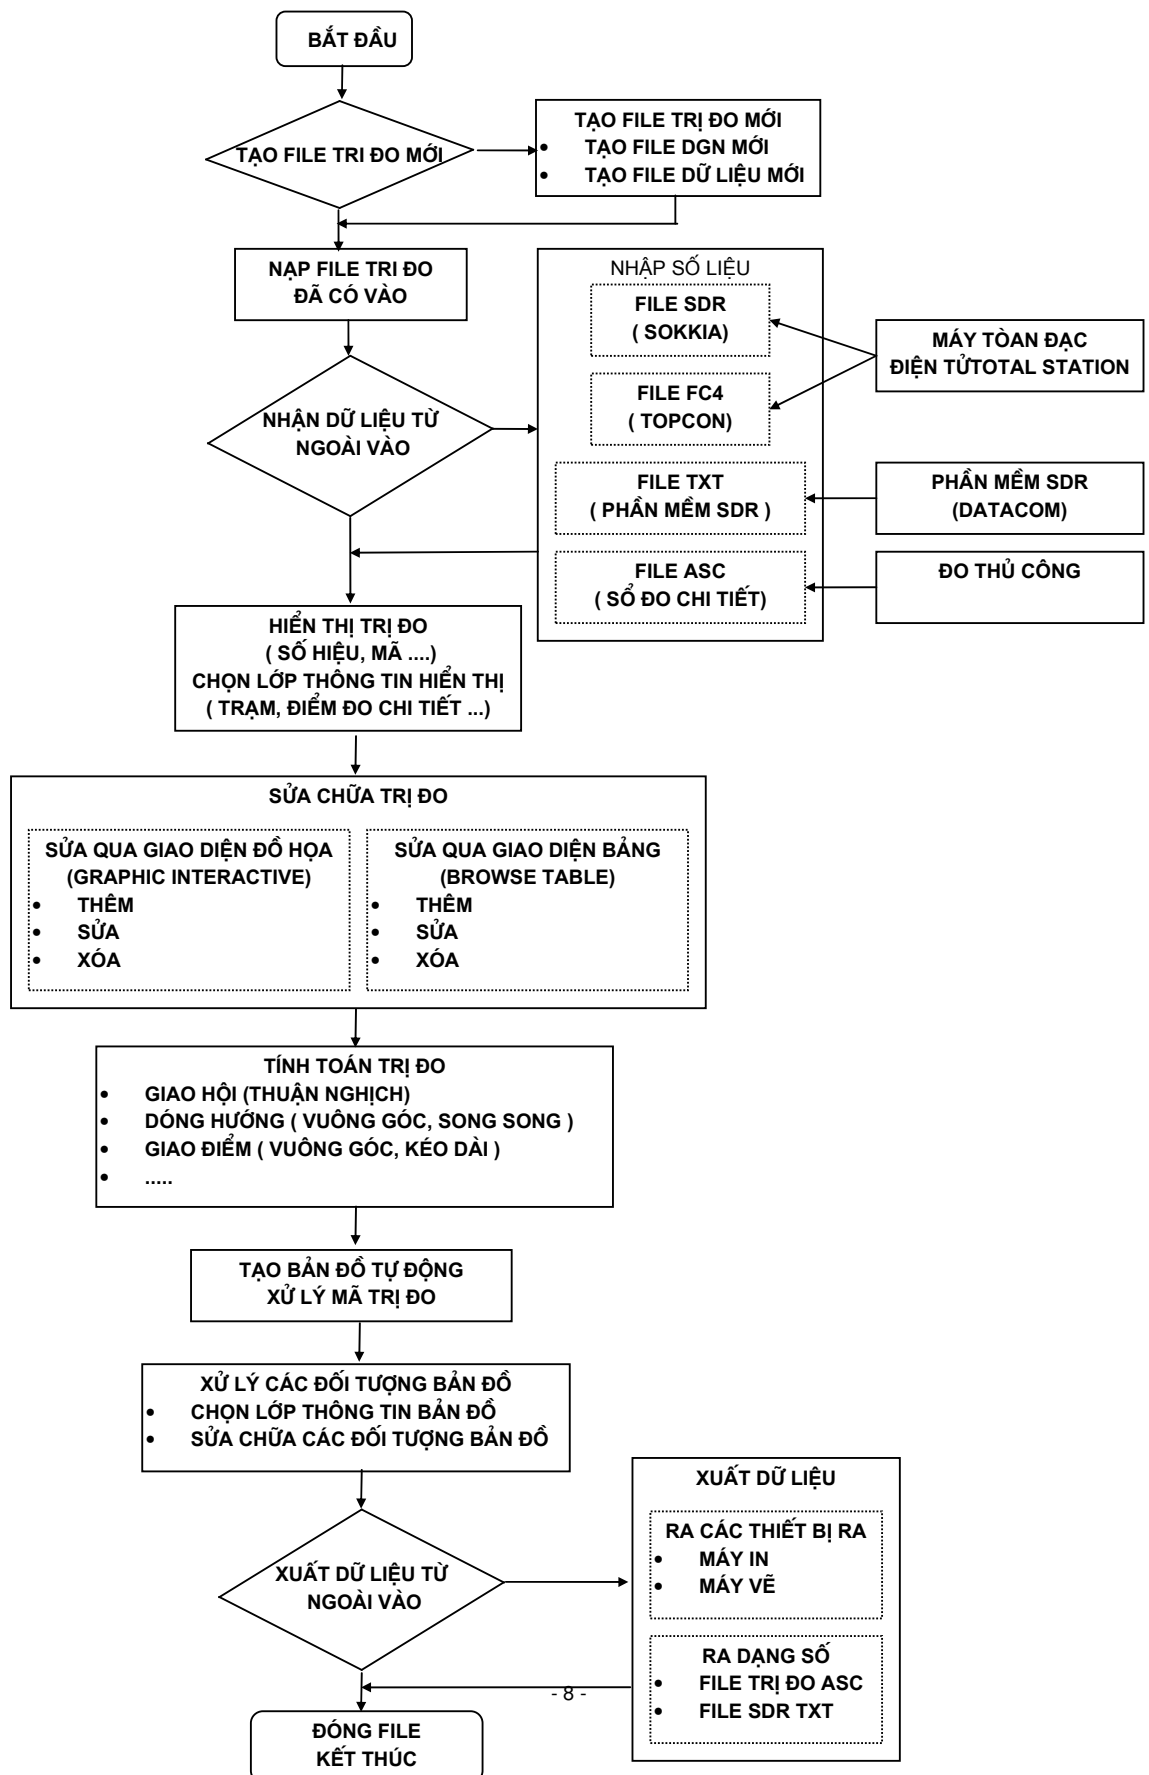 BẮT ĐẦU
TẠO FILE TRI ĐO MỚI
TẠO FILE TRỊ ĐO MỚI
• TẠO FILE DGN MỚI
• TẠO FILE DỮ LIỆU MỚI
NẠP FILE TRI ĐO
ĐÃ CÓ VÀO
NHẬN DỮ LIỆU TỪ
NGOÀI VÀO
NHẬP SỐ LIỆU
FILE SDR
( SOKKIA)
FILE FC4
( TOPCON)
FILE TXT
( PHẦN MỀM SDR )
FILE ASC
( SỔ ĐO CHI TIẾT)
MÁY TÒAN ĐẠC
ĐIỆN TỬTOTAL STATION
PHẦN MỀM SDR
(DATACOM)
ĐO THỦ CÔNG
HIỂN THỊ TRỊ ĐO
( SỐ HIỆU, MÃ ....)
CHỌN LỚP THÔNG TIN HIỂN THỊ
( TRẠM, ĐIỂM ĐO CHI TIẾT ...)
SỬA CHỮA TRỊ ĐO
SỬA QUA GIAO DIỆN ĐỒ HỌA
(GRAPHIC INTERACTIVE)
• THÊM
• SỬA
• XÓA
SỬA QUA GIAO DIỆN BẢNG
(BROWSE TABLE)
• THÊM
• SỬA
• XÓA
TÍNH TOÁN TRỊ ĐO
• GIAO HỘI (THUẬN NGHỊCH)
• DÓNG HƯỚNG ( VUÔNG GÓC, SONG SONG )
• GIAO ĐIỂM ( VUÔNG GÓC, KÉO DÀI )
• .....
TẠO BẢN ĐỒ TỰ ĐỘNG
XỬ LÝ MÃ TRỊ ĐO
XỬ LÝ CÁC ĐỐI TƯỢNG BẢN ĐỒ
• CHỌN LỚP THÔNG TIN BẢN ĐỒ
• SỬA CHỮA CÁC ĐỐI TƯỢNG BẢN ĐỒ
XUẤT DỮ LIỆU TỪ
NGOÀI VÀO
XUẤT DỮ LIỆU
RA CÁC THIẾT BỊ RA
• MÁY IN
• MÁY VẼ
RA DẠNG SỐ
• FILE TRỊ ĐO ASC
• FILE SDR TXT
- 8 -
ĐÓNG FILE
KẾT THÚC